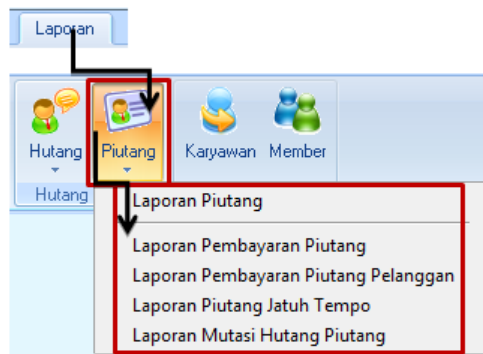 Laporan
Hutang Piutang Karyawan Member
Hutang
Laporan Piutang
Laporan Pembayaran Piutang
Laporan Pembayaran Piutang Pelanggan
Laporan Piutang Jatuh Tempo
Laporan Mutasi Hutang Piutang